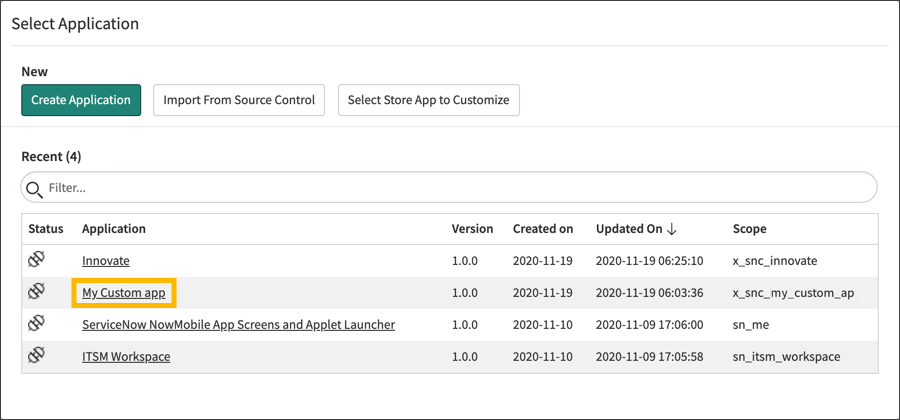 Select Application
New
Create Application Import From Source Control Select Store App to Customize
Recent (4)
Filter...
Status Application Version Created on Updated On ↓ Scope
Innovate 1.0.0 2020-11-19 2020-11-19 06:25:10 x_snc_innovate
My Custom app 1.0.0 2020-11-19 2020-11-19 06:03:36 x_snc_my_custom_ap
ServiceNow NowMobile App Screens and Applet Launcher 1.0.0 2020-11-10 2020-11-09 17:06:00 sn_me
ITSM Workspace 1.0.0 2020-11-10 2020-11-09 17:05:58 sn_itsm_workspace